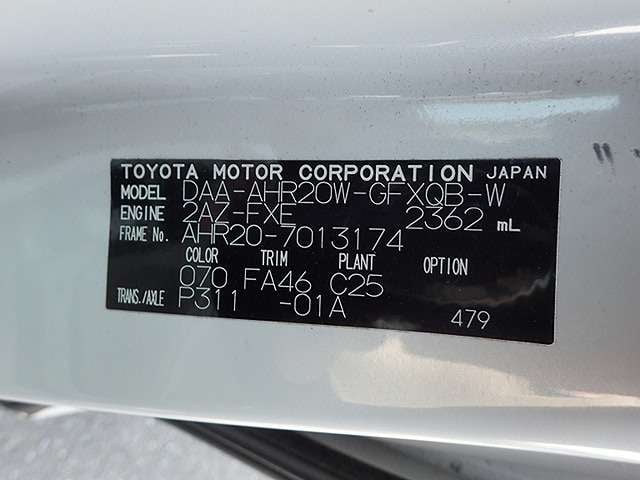 TOYOTA MOTOR CORPORATION JAPAN
MODEL DAA-AHR20W-GFXQB-W
ENGINE 2AZ-FXE 2362 mL
FRAME No. AHR20-7013174
COLOR TRIM PLANT OPTION
070 FA46 C25
TRANS./AXLE P311 -01A
479